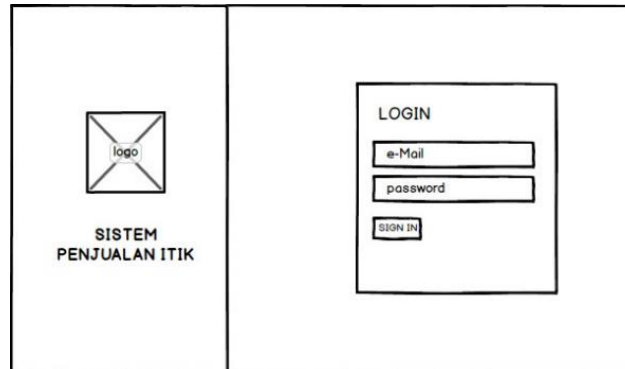 logo
SISTEM
PENJUALAN ITIK
LOGIN
e-Mail
password
SIGN IN